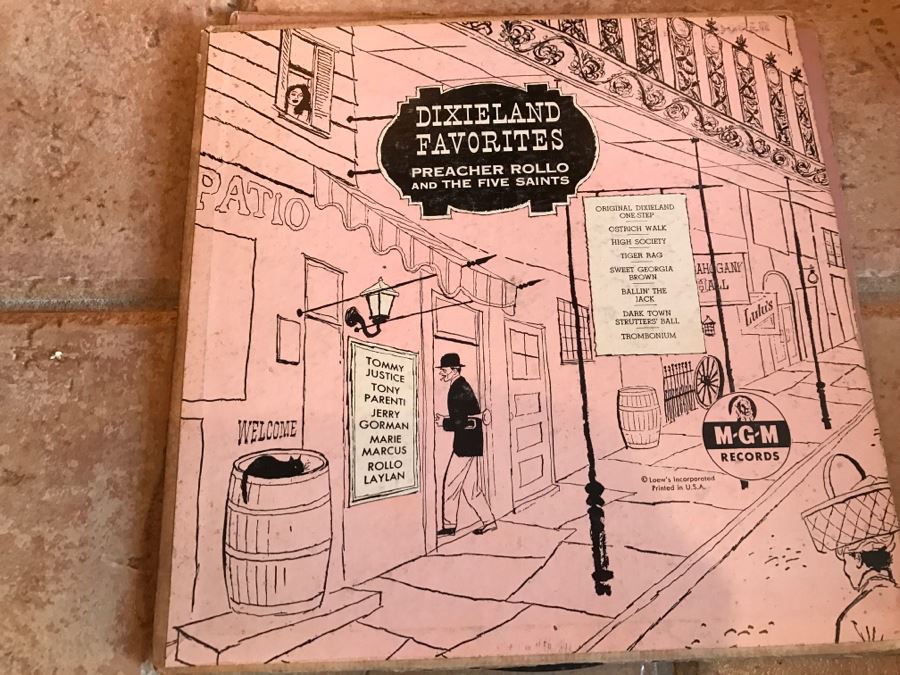 DIXIELAND
FAVORITES
PREACHER ROLLO
AND THE FIVE SAINTS
PATIO
ORIGINAL DIXIELAND
ONE-STEP
OSTRICH WALK
HIGH SOCIETY
TIGER RAG
SWEET GEORGIA
BROWN
BALLIN' THE
JACK
DARK TOWN
STRUTTERS' BALL
TROMBONIUM
Lulu's
TOMMY
JUSTICE
TONY
PARENTI
JERRY
GORMAN
MARIE
MARCUS
ROLLO
LAYLAN
WELCOME
M-G-M
RECORDS
© Loew's Incorporated
Printed in U.S.A.